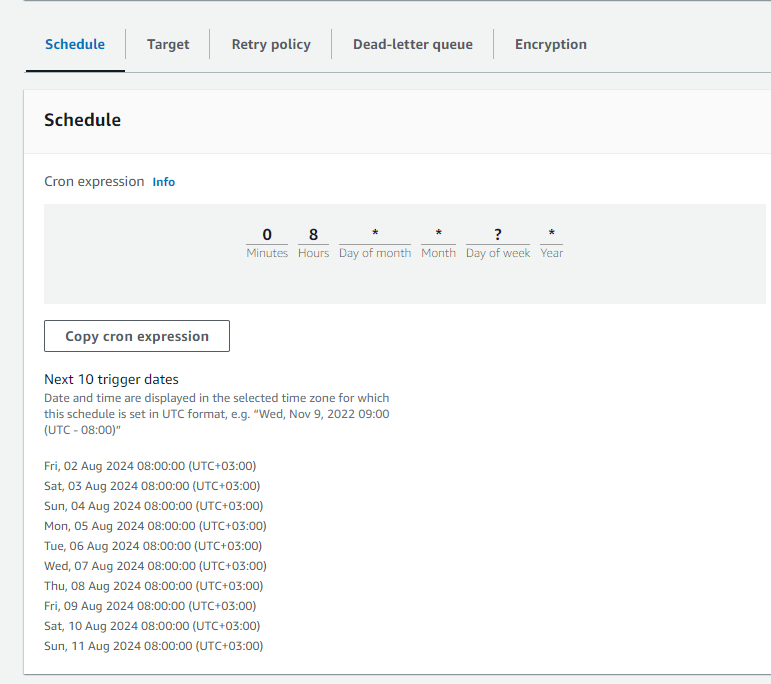 Schedule Target Retry policy Dead-letter queue Encryption
Schedule
Cron expression Info
0 8 * * ? *
Minutes Hours Day of month Month Day of week Year
Copy cron expression
Next 10 trigger dates
Date and time are displayed in the selected time zone for which
this schedule is set in UTC format, e.g. “Wed, Nov 9, 2022 09:00
(UTC - 08:00)”
Fri, 02 Aug 2024 08:00:00 (UTC+03:00)
Sat, 03 Aug 2024 08:00:00 (UTC+03:00)
Sun, 04 Aug 2024 08:00:00 (UTC+03:00)
Mon, 05 Aug 2024 08:00:00 (UTC+03:00)
Tue, 06 Aug 2024 08:00:00 (UTC+03:00)
Wed, 07 Aug 2024 08:00:00 (UTC+03:00)
Thu, 08 Aug 2024 08:00:00 (UTC+03:00)
Fri, 09 Aug 2024 08:00:00 (UTC+03:00)
Sat, 10 Aug 2024 08:00:00 (UTC+03:00)
Sun, 11 Aug 2024 08:00:00 (UTC+03:00)